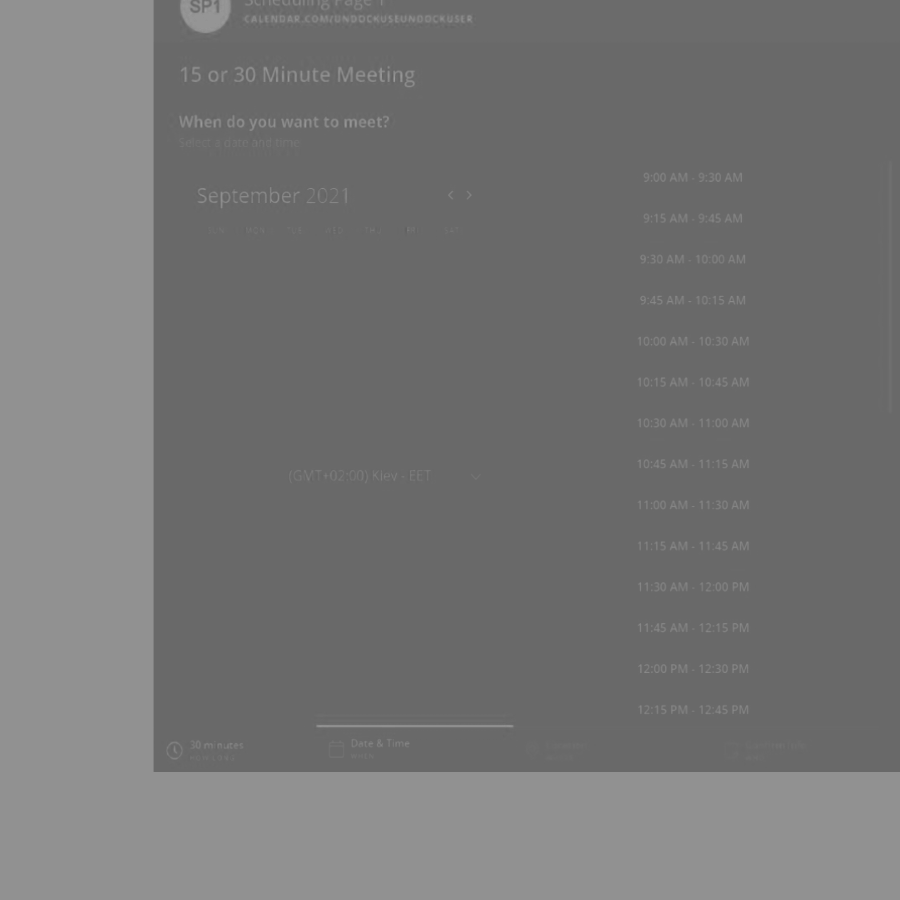 SP1
Scheduling Page 1
CALENDAR.COM/UNDOCKUSEUNDOCKUSER
15 or 30 Minute Meeting
When do you want to meet?
Select a date and time
September 2021
SUN MON TUE WED THU FRI SAT
9:00 AM - 9:30 AM
9:15 AM - 9:45 AM
9:30 AM - 10:00 AM
9:45 AM - 10:15 AM
10:00 AM - 10:30 AM
10:15 AM - 10:45 AM
10:30 AM - 11:00 AM
10:45 AM - 11:15 AM
11:00 AM - 11:30 AM
11:15 AM - 11:45 AM
11:30 AM - 12:00 PM
11:45 AM - 12:15 PM
12:00 PM - 12:30 PM
12:15 PM - 12:45 PM
(GMT+02:00) Kiev - EET
30 minutes
Date & Time
WHEN